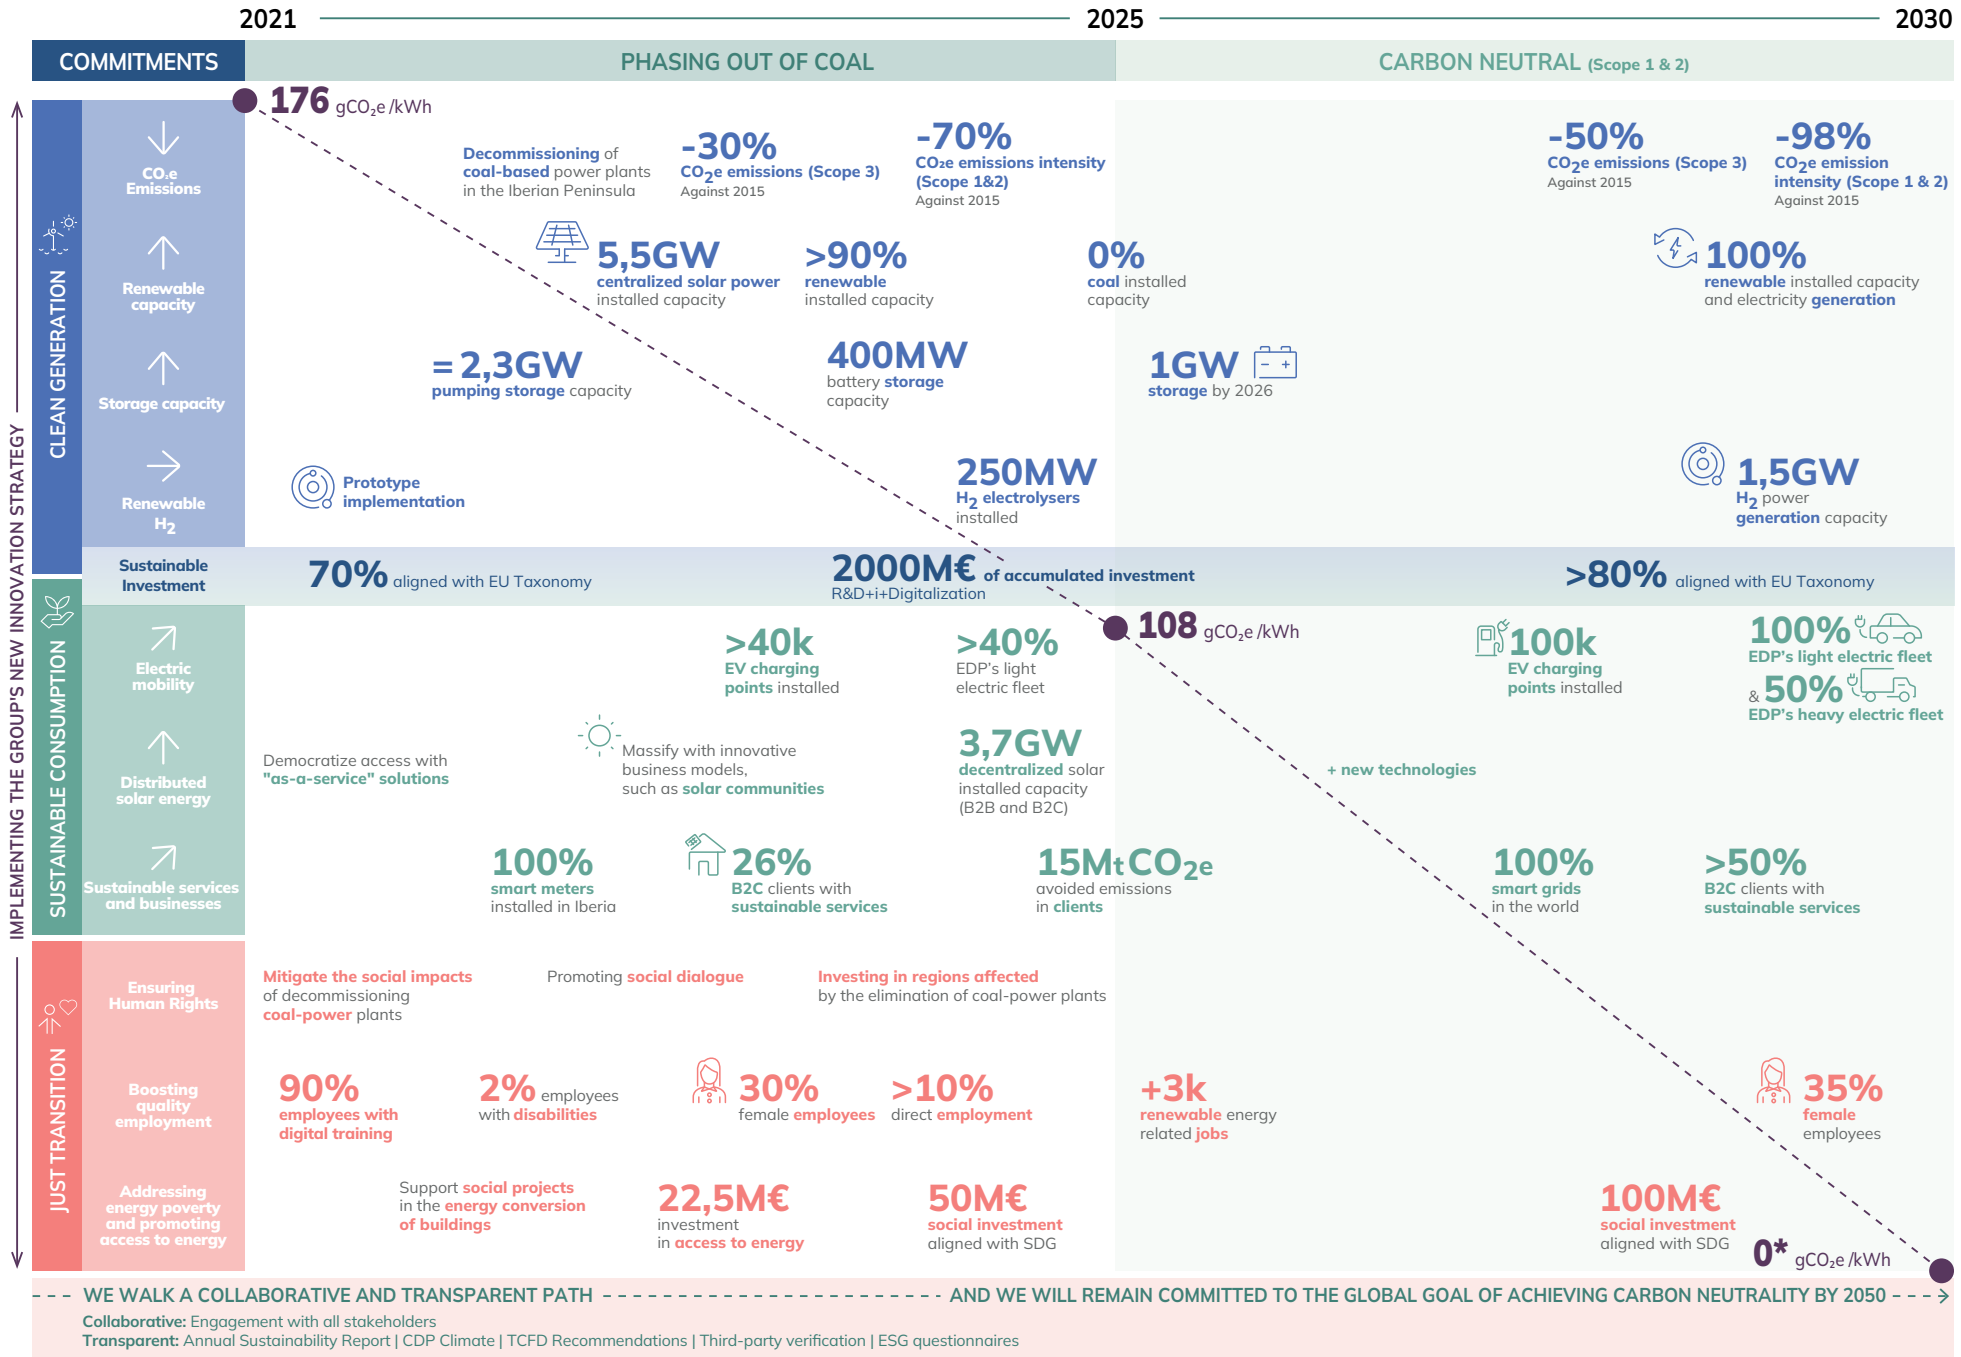 2021
2025
2030
COMMITMENTS
PHASING OUT OF COAL
CARBON NEUTRAL (Scope 1 & 2)
IMPLEMENTING THE GROUP'S NEW INNOVATION STRATEGY
CLEAN GENERATION
176 gCO₂e /kWh
CO₂e
Emissions
Decommissioning of
coal-based power plants
in the Iberian Peninsula
-30%
CO₂e emissions (Scope 3)
Against 2015
-70%
CO₂e emissions intensity
(Scope 1&2)
Against 2015
-50%
CO₂e emissions (Scope 3)
Against 2015
-98%
CO₂e emission
intensity (Scope 1 & 2)
Against 2015
Renewable
capacity
5,5GW
centralized solar power
installed capacity
>90%
renewable
installed capacity
0%
coal installed
capacity
100%
renewable installed capacity
and electricity generation
Storage capacity
= 2,3GW
pumping storage capacity
400MW
battery storage
capacity
1GW
storage by 2026
Renewable
H₂
Prototype
implementation
250MW
H₂ electrolysers
installed
1,5GW
H₂ power
generation capacity
Sustainable
Investment
70% aligned with EU Taxonomy
2000M€ of accumulated investment
R&D+i+Digitalization
>80% aligned with EU Taxonomy
SUSTAINABLE CONSUMPTION
108 gCO₂e /kWh
Electric
mobility
>40k
EV charging
points installed
>40%
EDP's light
electric fleet
100k
EV charging
points installed
100%
EDP's light electric fleet
& 50%
EDP's heavy electric fleet
Distributed
solar energy
Democratize access with
"as-a-service" solutions
Massify with innovative
business models,
such as solar communities
3,7GW
decentralized solar
installed capacity
(B2B and B2C)
+ new technologies
Sustainable services
and businesses
100%
smart meters
installed in Iberia
26%
B2C clients with
sustainable services
15MtCO₂e
avoided emissions
in clients
100%
smart grids
in the world
>50%
B2C clients with
sustainable services
JUST TRANSITION
Ensuring
Human Rights
Mitigate the social impacts
of decommissioning
coal-power plants
Promoting social dialogue
Investing in regions affected
by the elimination of coal-power plants
Boosting
quality
employment
90%
employees with
digital training
2% employees
with disabilities
30%
female employees
>10%
direct employment
+3k
renewable energy
related jobs
35%
female
employees
Addressing
energy poverty
and promoting
access to energy
Support social projects
in the energy conversion
of buildings
22,5M€
investment
in access to energy
50M€
social investment
aligned with SDG
100M€
social investment
aligned with SDG
0* gCO₂e /kWh
WE WALK A COLLABORATIVE AND TRANSPARENT PATH
AND WE WILL REMAIN COMMITTED TO THE GLOBAL GOAL OF ACHIEVING CARBON NEUTRALITY BY 2050
Collaborative: Engagement with all stakeholders
Transparent: Annual Sustainability Report | CDP Climate | TCFD Recommendations | Third-party verification | ESG questionnaires